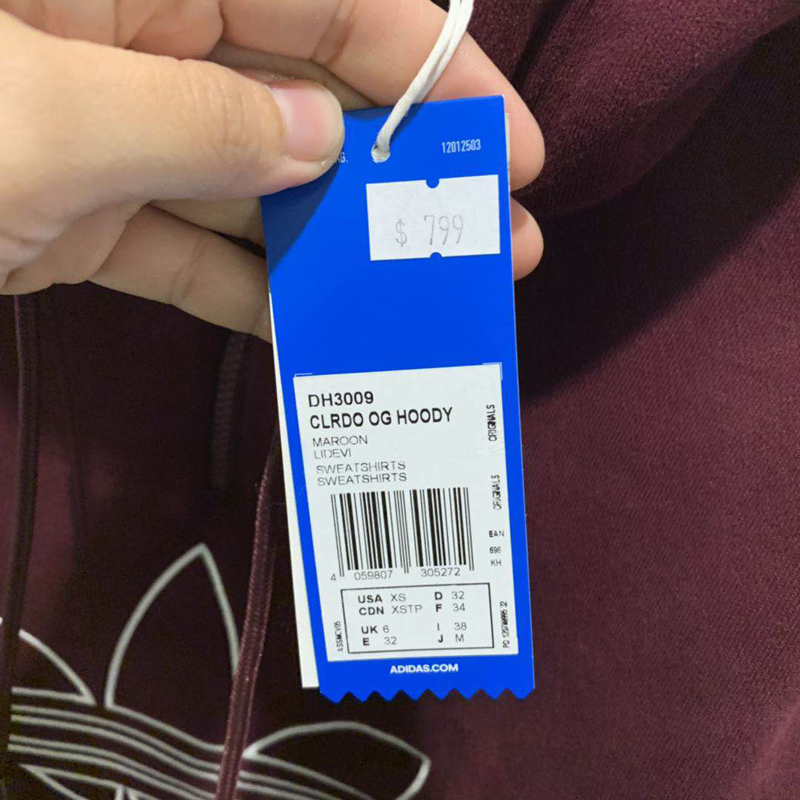 12012503
$ 799
DH3009
CLRDO OG HOODY
MAROON
LIDEVI
SWEATSHIRTS
SWEATSHIRTS
ORIGINALS
ORIGINALS
EAN
696
KH
4 059807 305272
USA XS D 32
CDN XSTP F 34
UK 6 I 38
E 32 J M
ADIDAS.COM